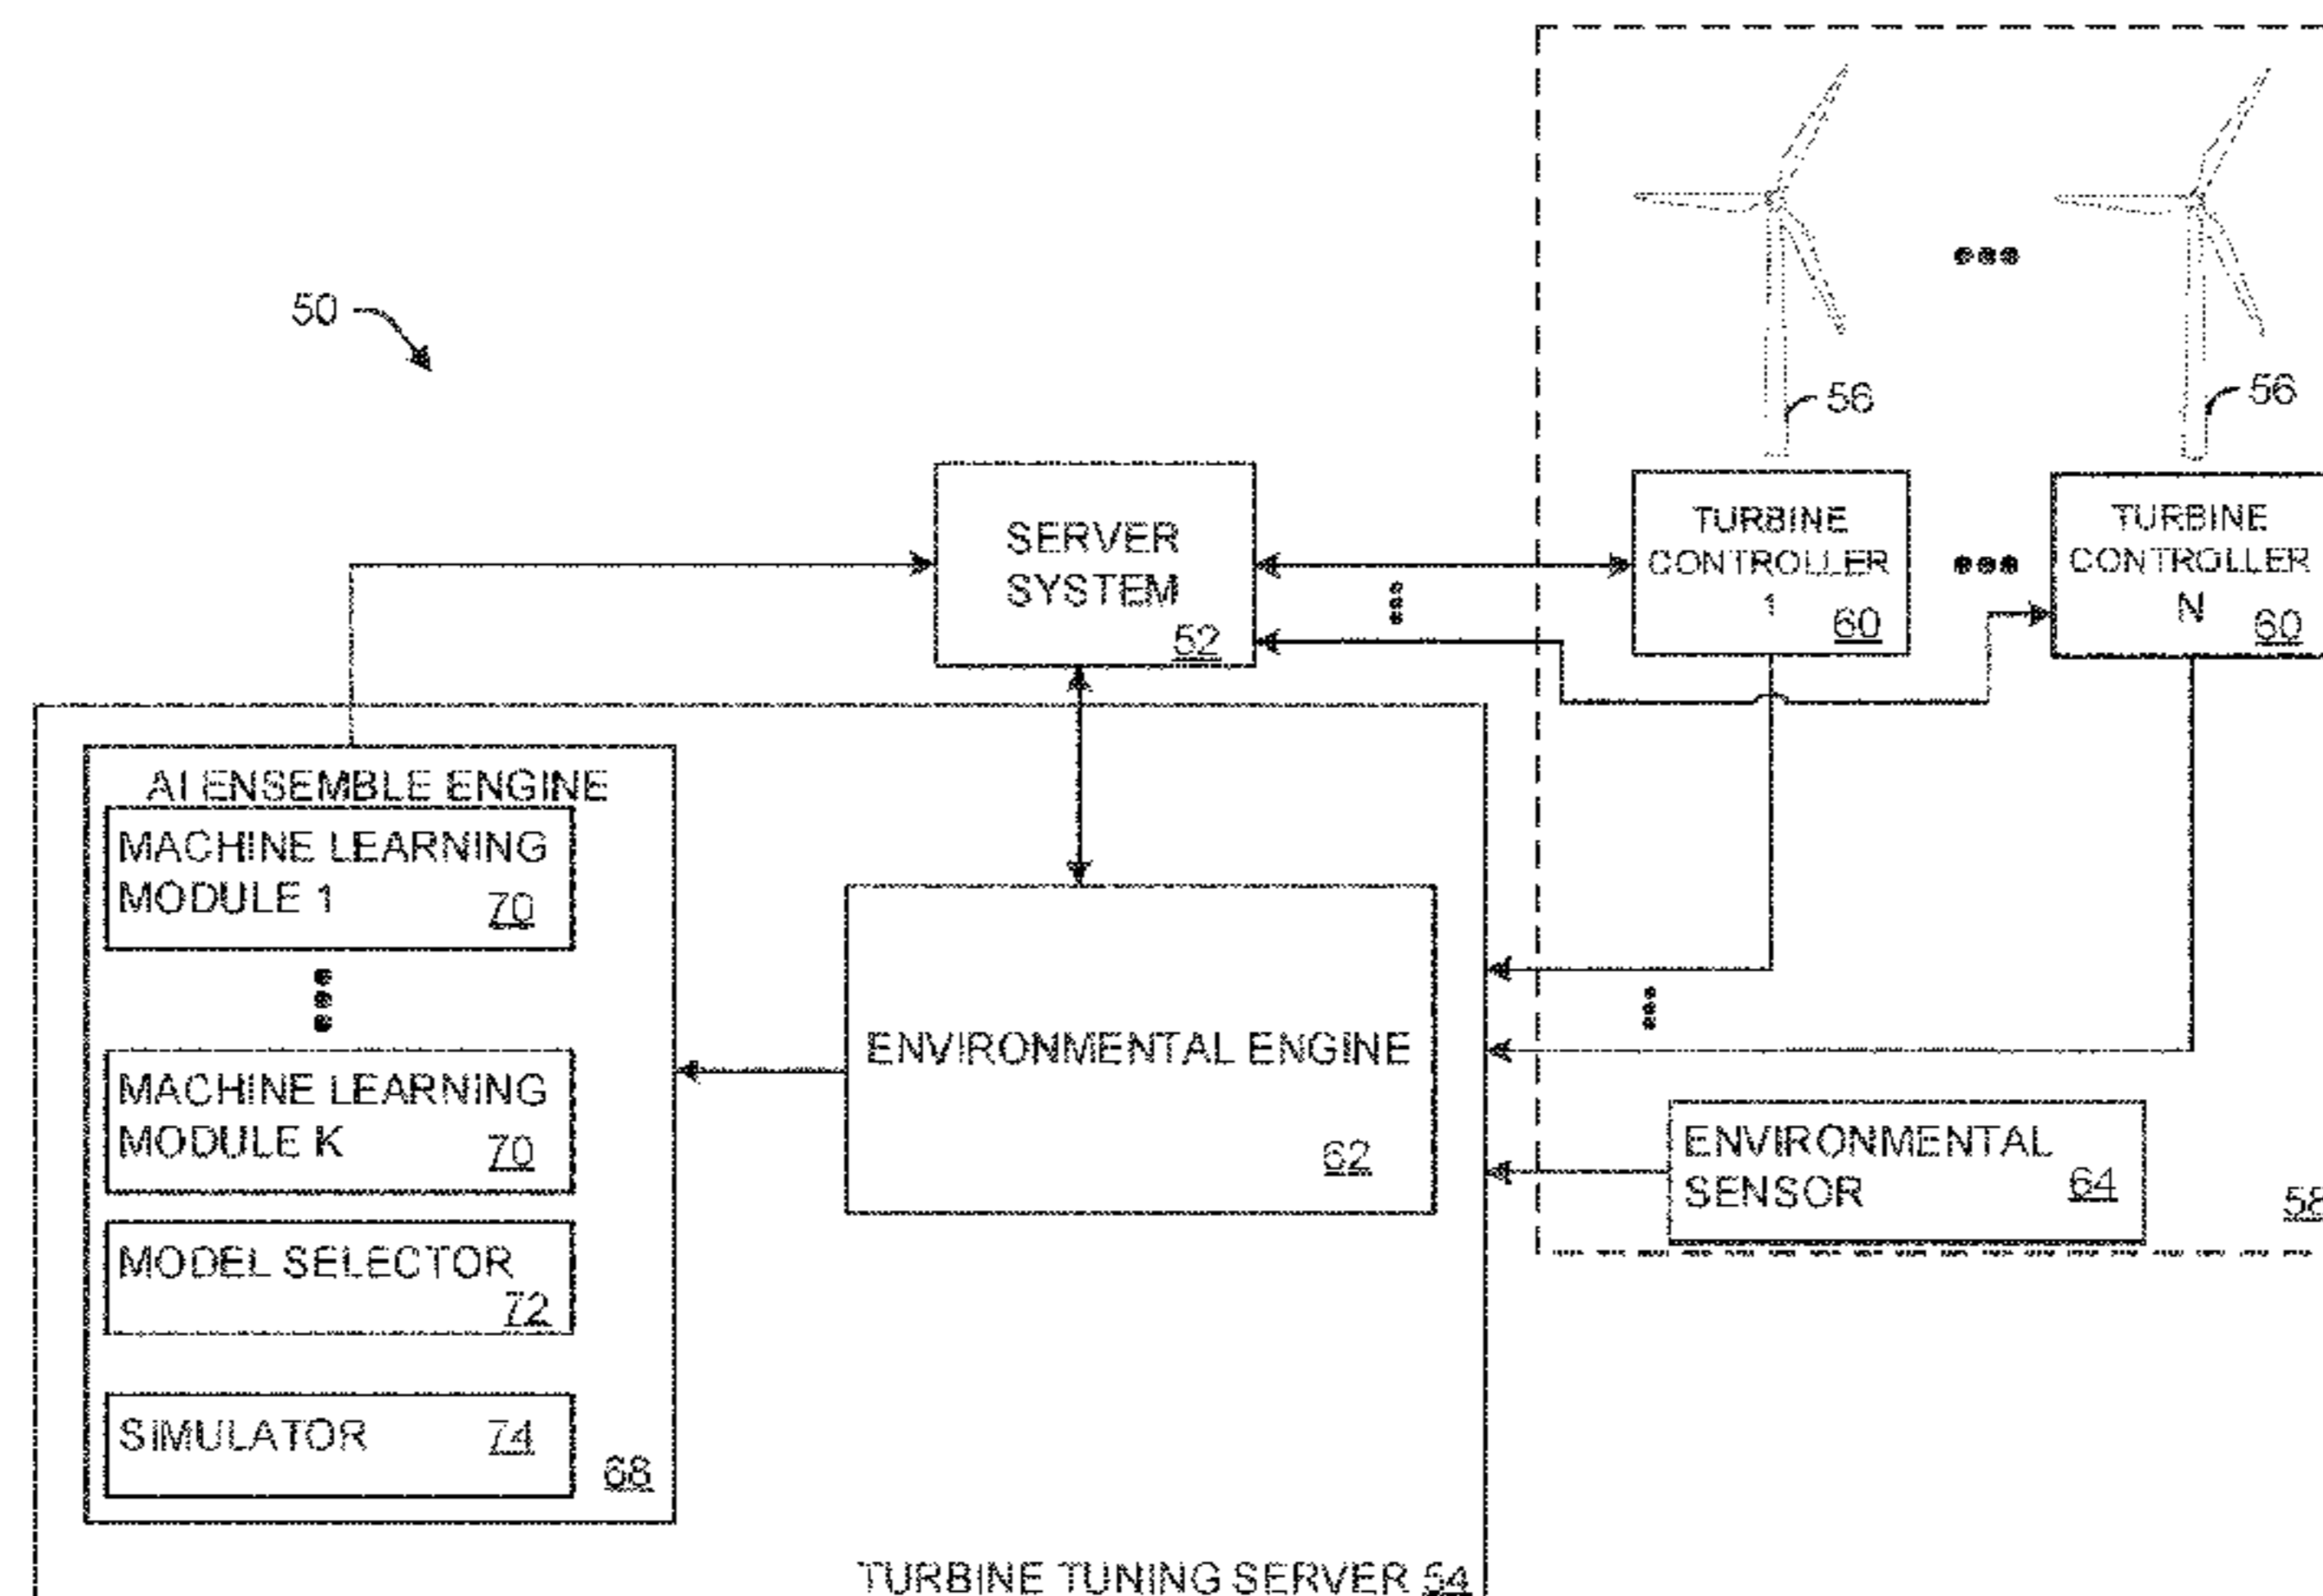 50
56
56
SERVER
SYSTEM
52
TURBINE
CONTROLLER
1
60
TURBINE
CONTROLLER
N
60
AI ENSEMBLE ENGINE
MACHINE LEARNING
MODULE 1 70
MACHINE LEARNING
MODULE K 70
MODEL SELECTOR
72
SIMULATOR 74
68
ENVIRONMENTAL ENGINE
62
ENVIRONMENTAL
SENSOR 64
58
TURBINE TUNING SERVER 54